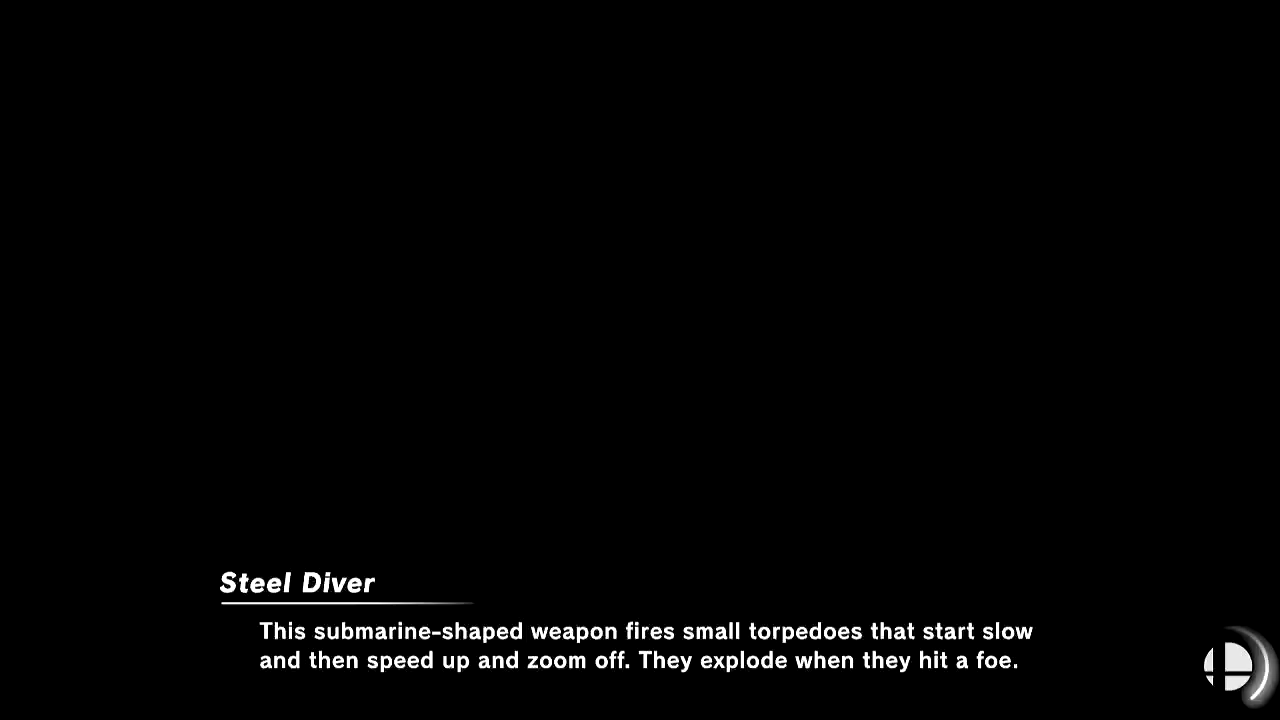 Steel Diver
This submarine-shaped weapon fires small torpedoes that start slow
and then speed up and zoom off. They explode when they hit a foe.